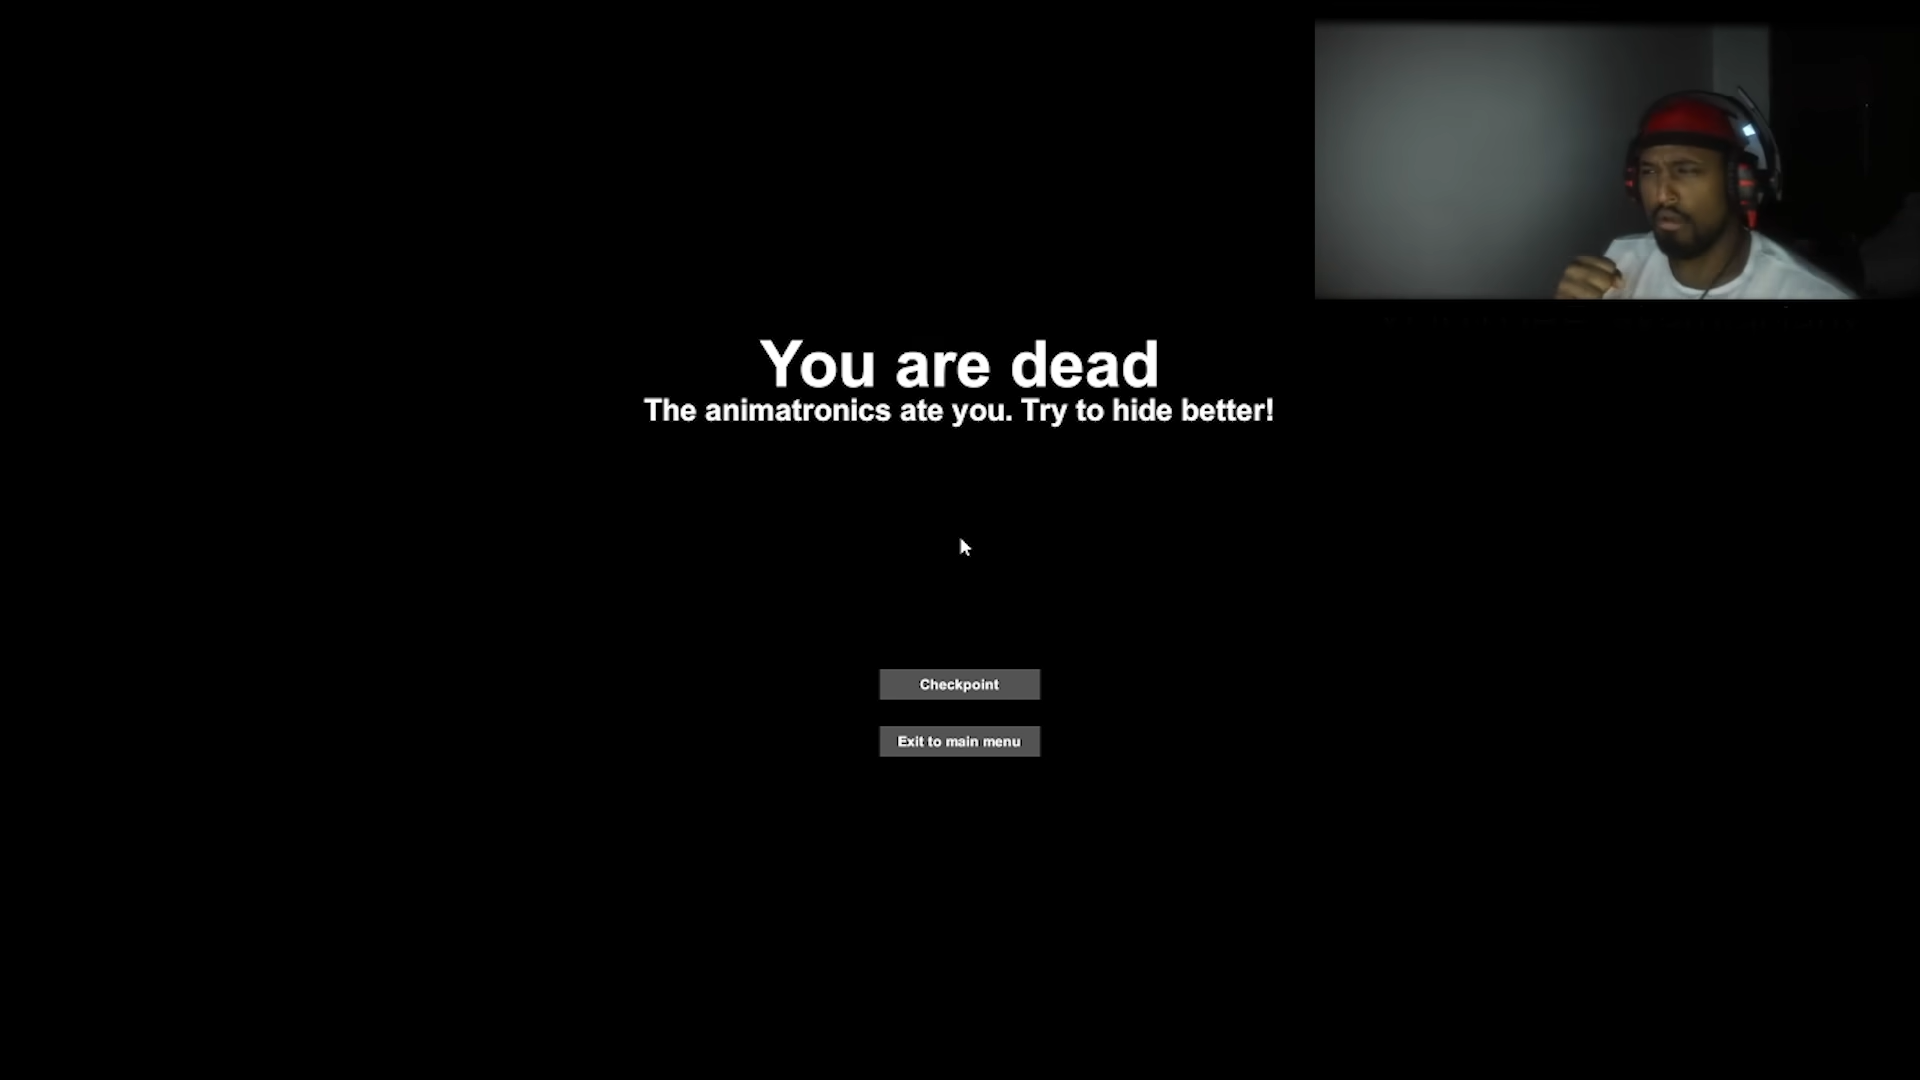 You are dead
The animatronics ate you. Try to hide better!
Checkpoint
Exit to main menu